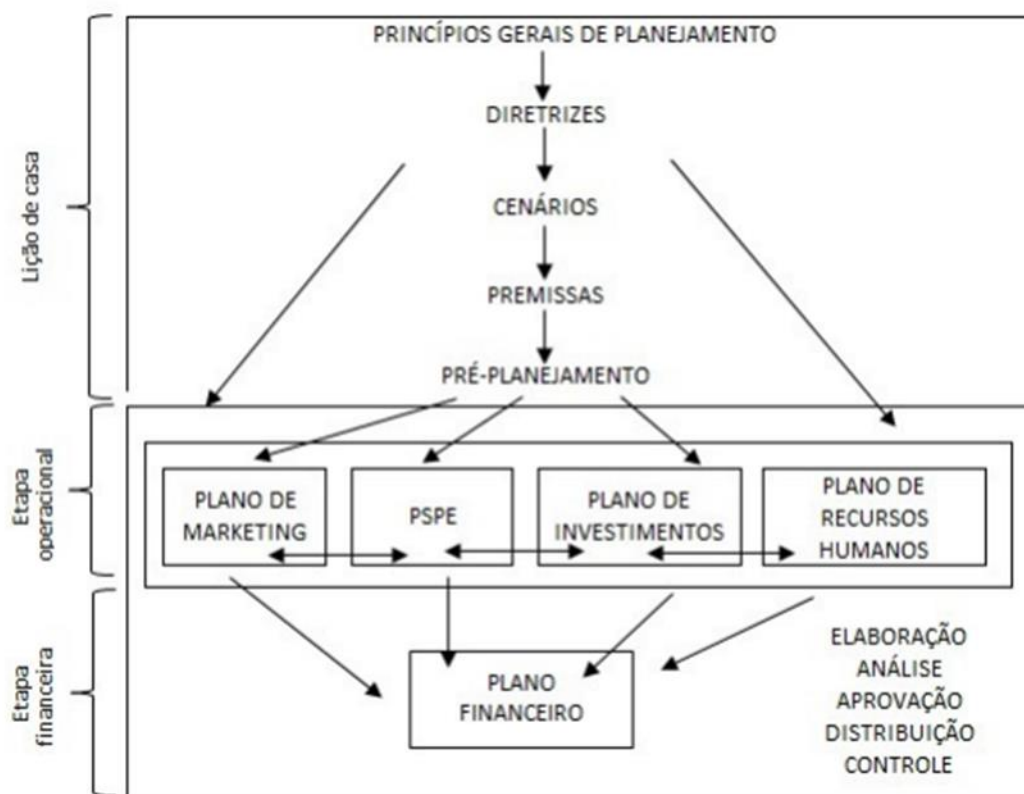 PRINCÍPIOS GERAIS DE PLANEJAMENTO
DIRETRIZES
CENÁRIOS
PREMISSAS
PRÉ-PLANEJAMENTO
Lição de casa
Etapa
operacional
PLANO DE
MARKETING
PSPE
PLANO DE
INVESTIMENTOS
PLANO DE
RECURSOS
HUMANOS
Etapa
financeira
PLANO
FINANCEIRO
ELABORAÇÃO
ANÁLISE
APROVAÇÃO
DISTRIBUIÇÃO
CONTROLE